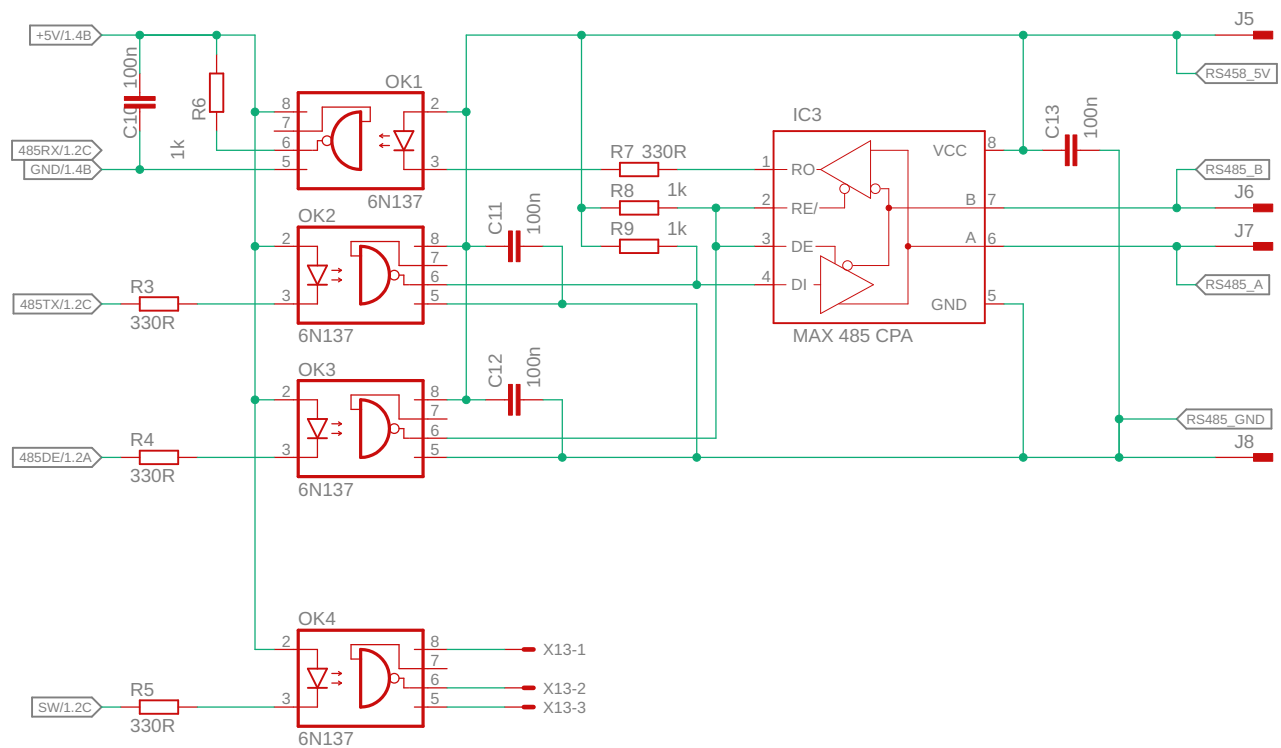 +5V/1.4B
C10
100n
R6
1k
485RX/1.2C
GND/1.4B
OK1
8
7
6
5
2
3
6N137
J5
RS458_5V
IC3
C13
100n
R7 330R
R8 1k
R9 1k
1 RO
2 RE/
3 DE
4 DI
VCC 8
B 7
A 6
GND 5
MAX 485 CPA
RS485_B
J6
J7
RS485_A
OK2
2
3
8
7
6
5
6N137
C11
100n
485TX/1.2C
R3
330R
OK3
2
3
8
7
6
5
6N137
C12
100n
485DE/1.2A
R4
330R
RS485_GND
J8
OK4
2
3
8
7
6
5
6N137
X13-1
X13-2
X13-3
SW/1.2C
R5
330R